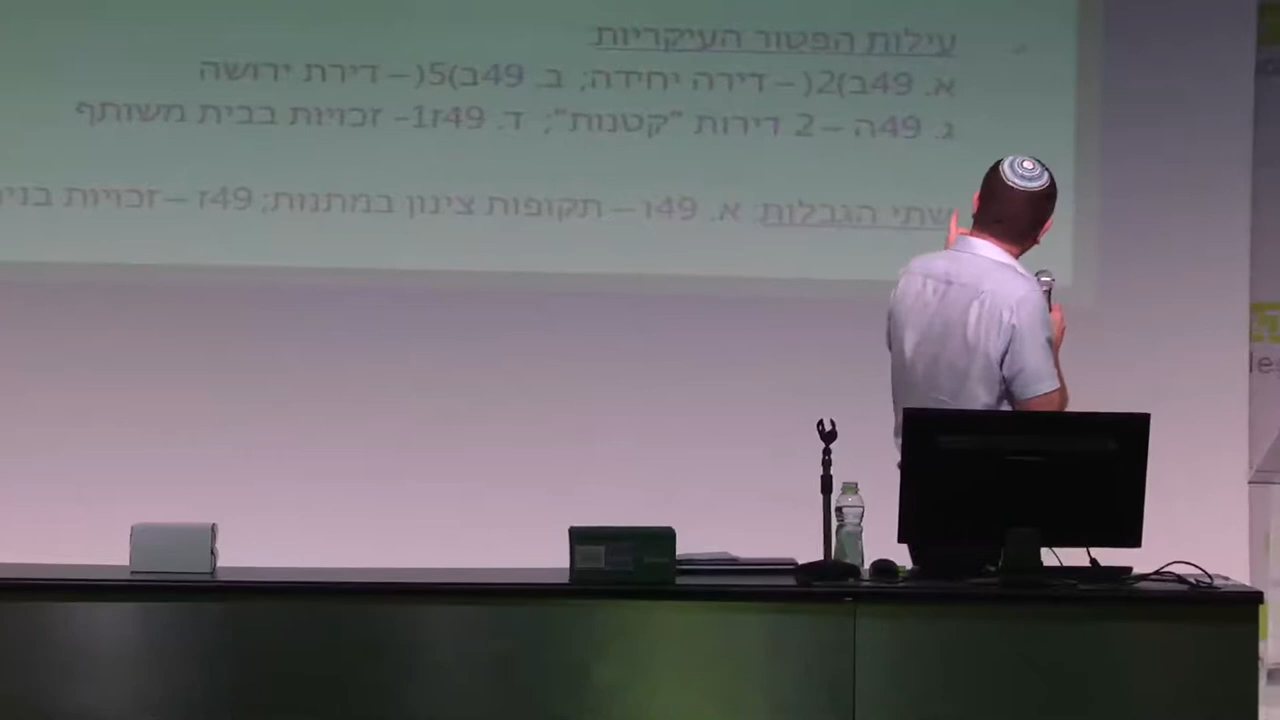 עילות הפטור העיקריות
א. 49ב(2) – דירה יחידה; ב. 49ב(5) – דירת ירושה
ג. 49ה – 2 דירות "קטנות"; ד. 49ז1- זכויות בבית משותף
שתי הגבלות: א. 49ו – תקופות צינון במתנות; 49ז – זכויות